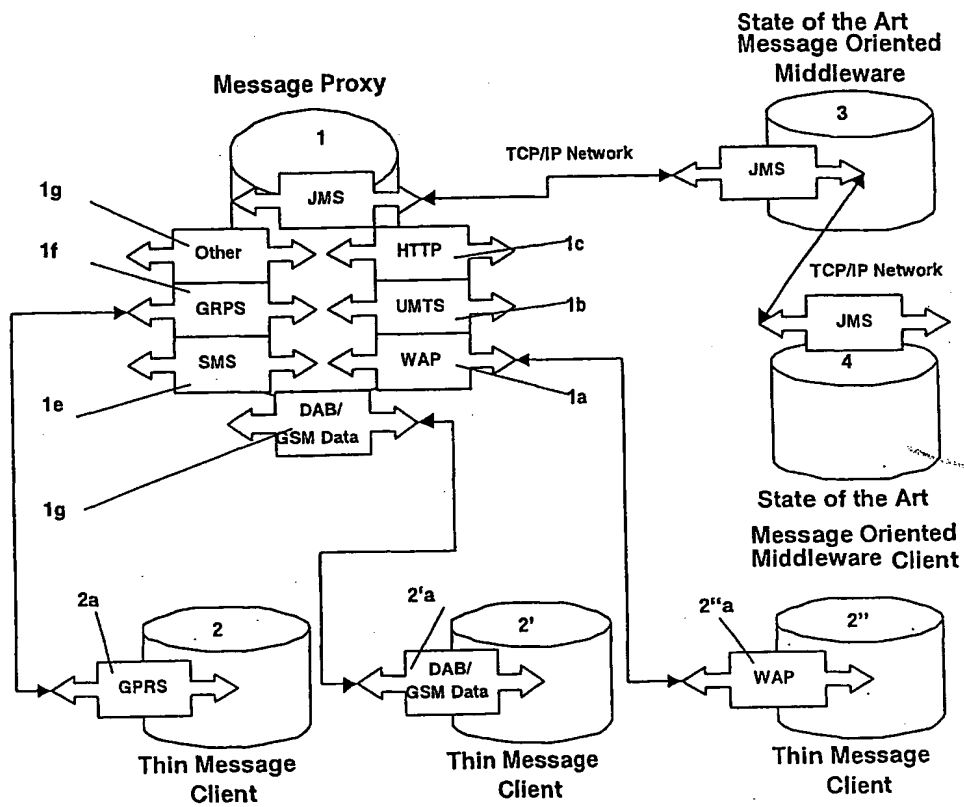 State of the Art
Message Oriented
Middleware
Message Proxy
1
3
TCP/IP Network
JMS
JMS
1g
Other
HTTP
1c
1f
TCP/IP Network
GRPS
UMTS
1b
JMS
SMS
WAP
4
1e
1a
DAB/
GSM Data
1g
State of the Art
Message Oriented
Middleware Client
2a
2
2'a
2'
2"a
2"
GPRS
DAB/
GSM Data
WAP
Thin Message
Client
Thin Message
Client
Thin Message
Client